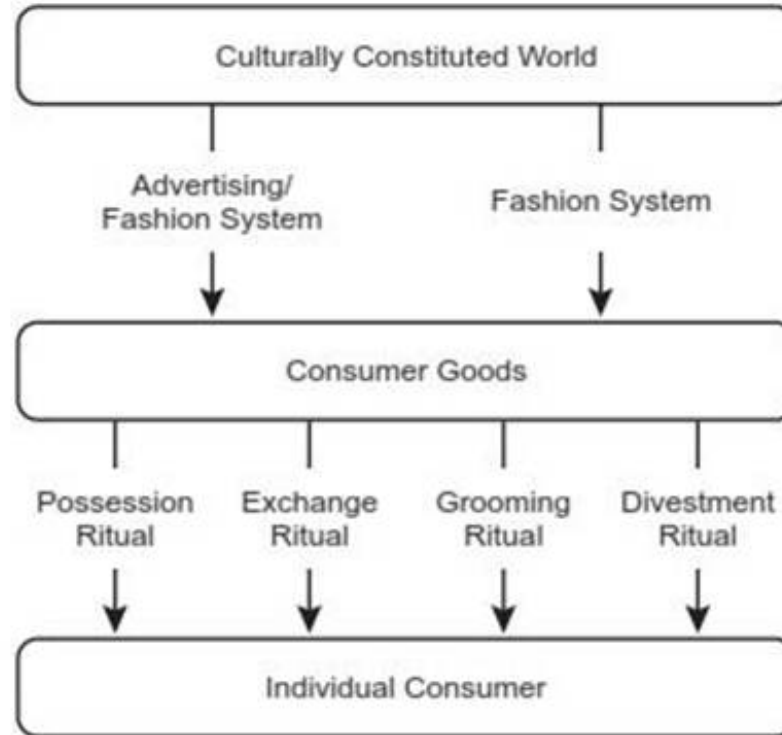 Culturally Constituted World
Advertising/
Fashion System
Fashion System
Consumer Goods
Possession
Ritual
Exchange
Ritual
Grooming
Ritual
Divestment
Ritual
Individual Consumer